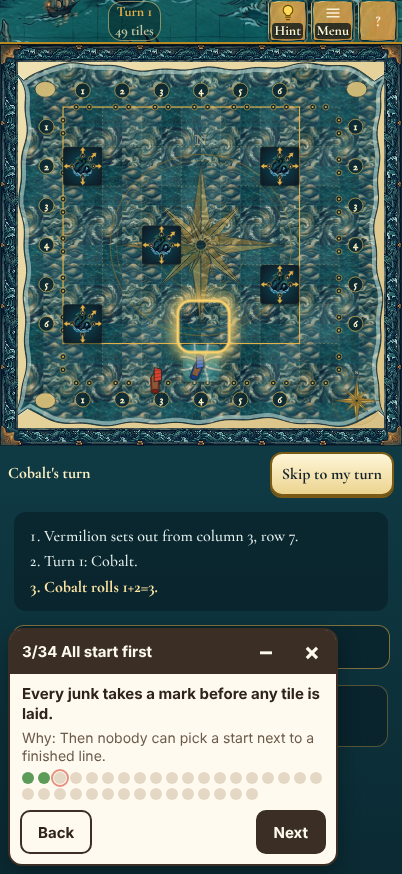 Turn 1
49 tiles
Hint
Menu
?
1 2 3 4 5 6
N
1 1
2 2
3 3
4 4
5 5
6 6
1 2 3 4 5 6
Cobalt's turn
Skip to my turn
1. Vermilion sets out from column 3, row 7.
2. Turn 1: Cobalt.
3. Cobalt rolls 1+2=3.
3/34 All start first
Every junk takes a mark before any tile is
laid.
Why: Then nobody can pick a start next to a
finished line.
Back
Next